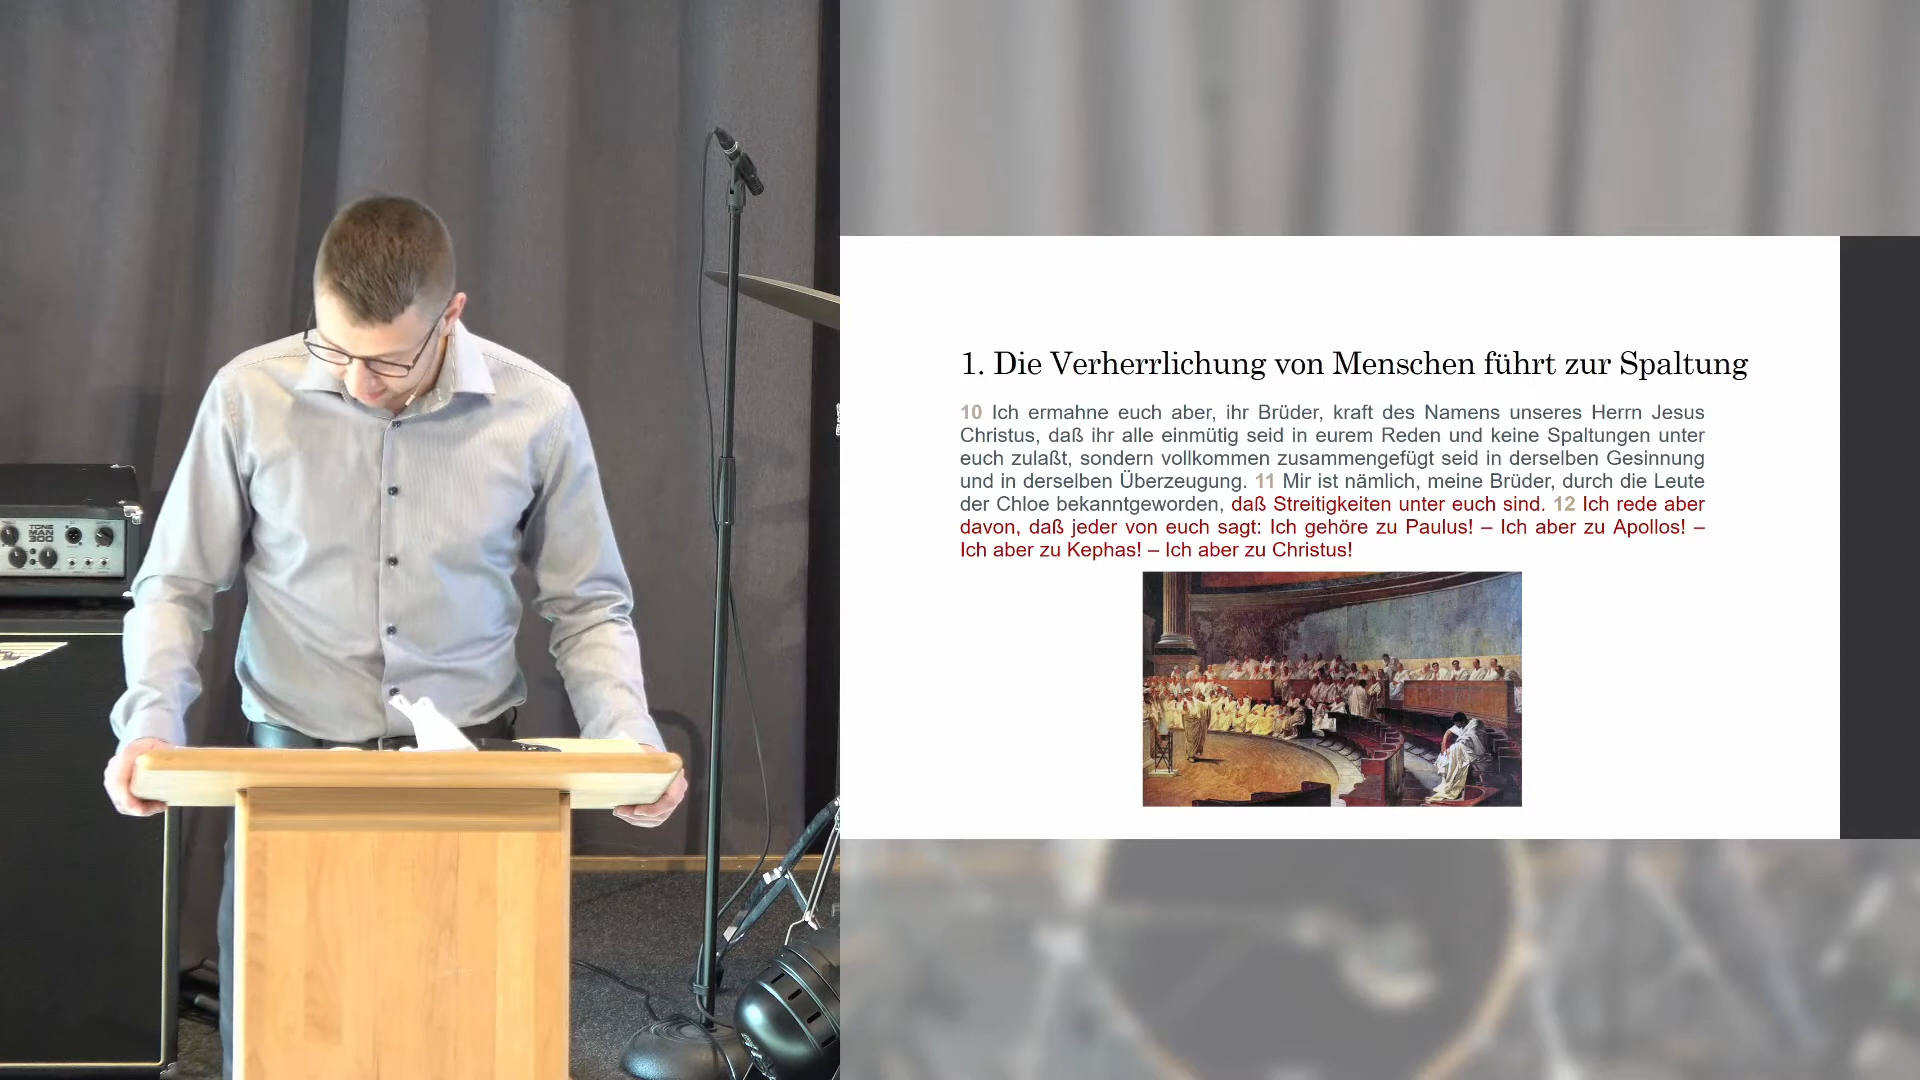 1. Die Verherrlichung von Menschen führt zur Spaltung
10 Ich ermahne euch aber, ihr Brüder, kraft des Namens unseres Herrn Jesus
Christus, daß ihr alle einmütig seid in eurem Reden und keine Spaltungen unter
euch zulaßt, sondern vollkommen zusammengefügt seid in derselben Gesinnung
und in derselben Überzeugung. 11 Mir ist nämlich, meine Brüder, durch die Leute
der Chloe bekanntgeworden, daß Streitigkeiten unter euch sind. 12 Ich rede aber
davon, daß jeder von euch sagt: Ich gehöre zu Paulus! – Ich aber zu Apollos! –
Ich aber zu Kephas! – Ich aber zu Christus!
TONE
MAN
300